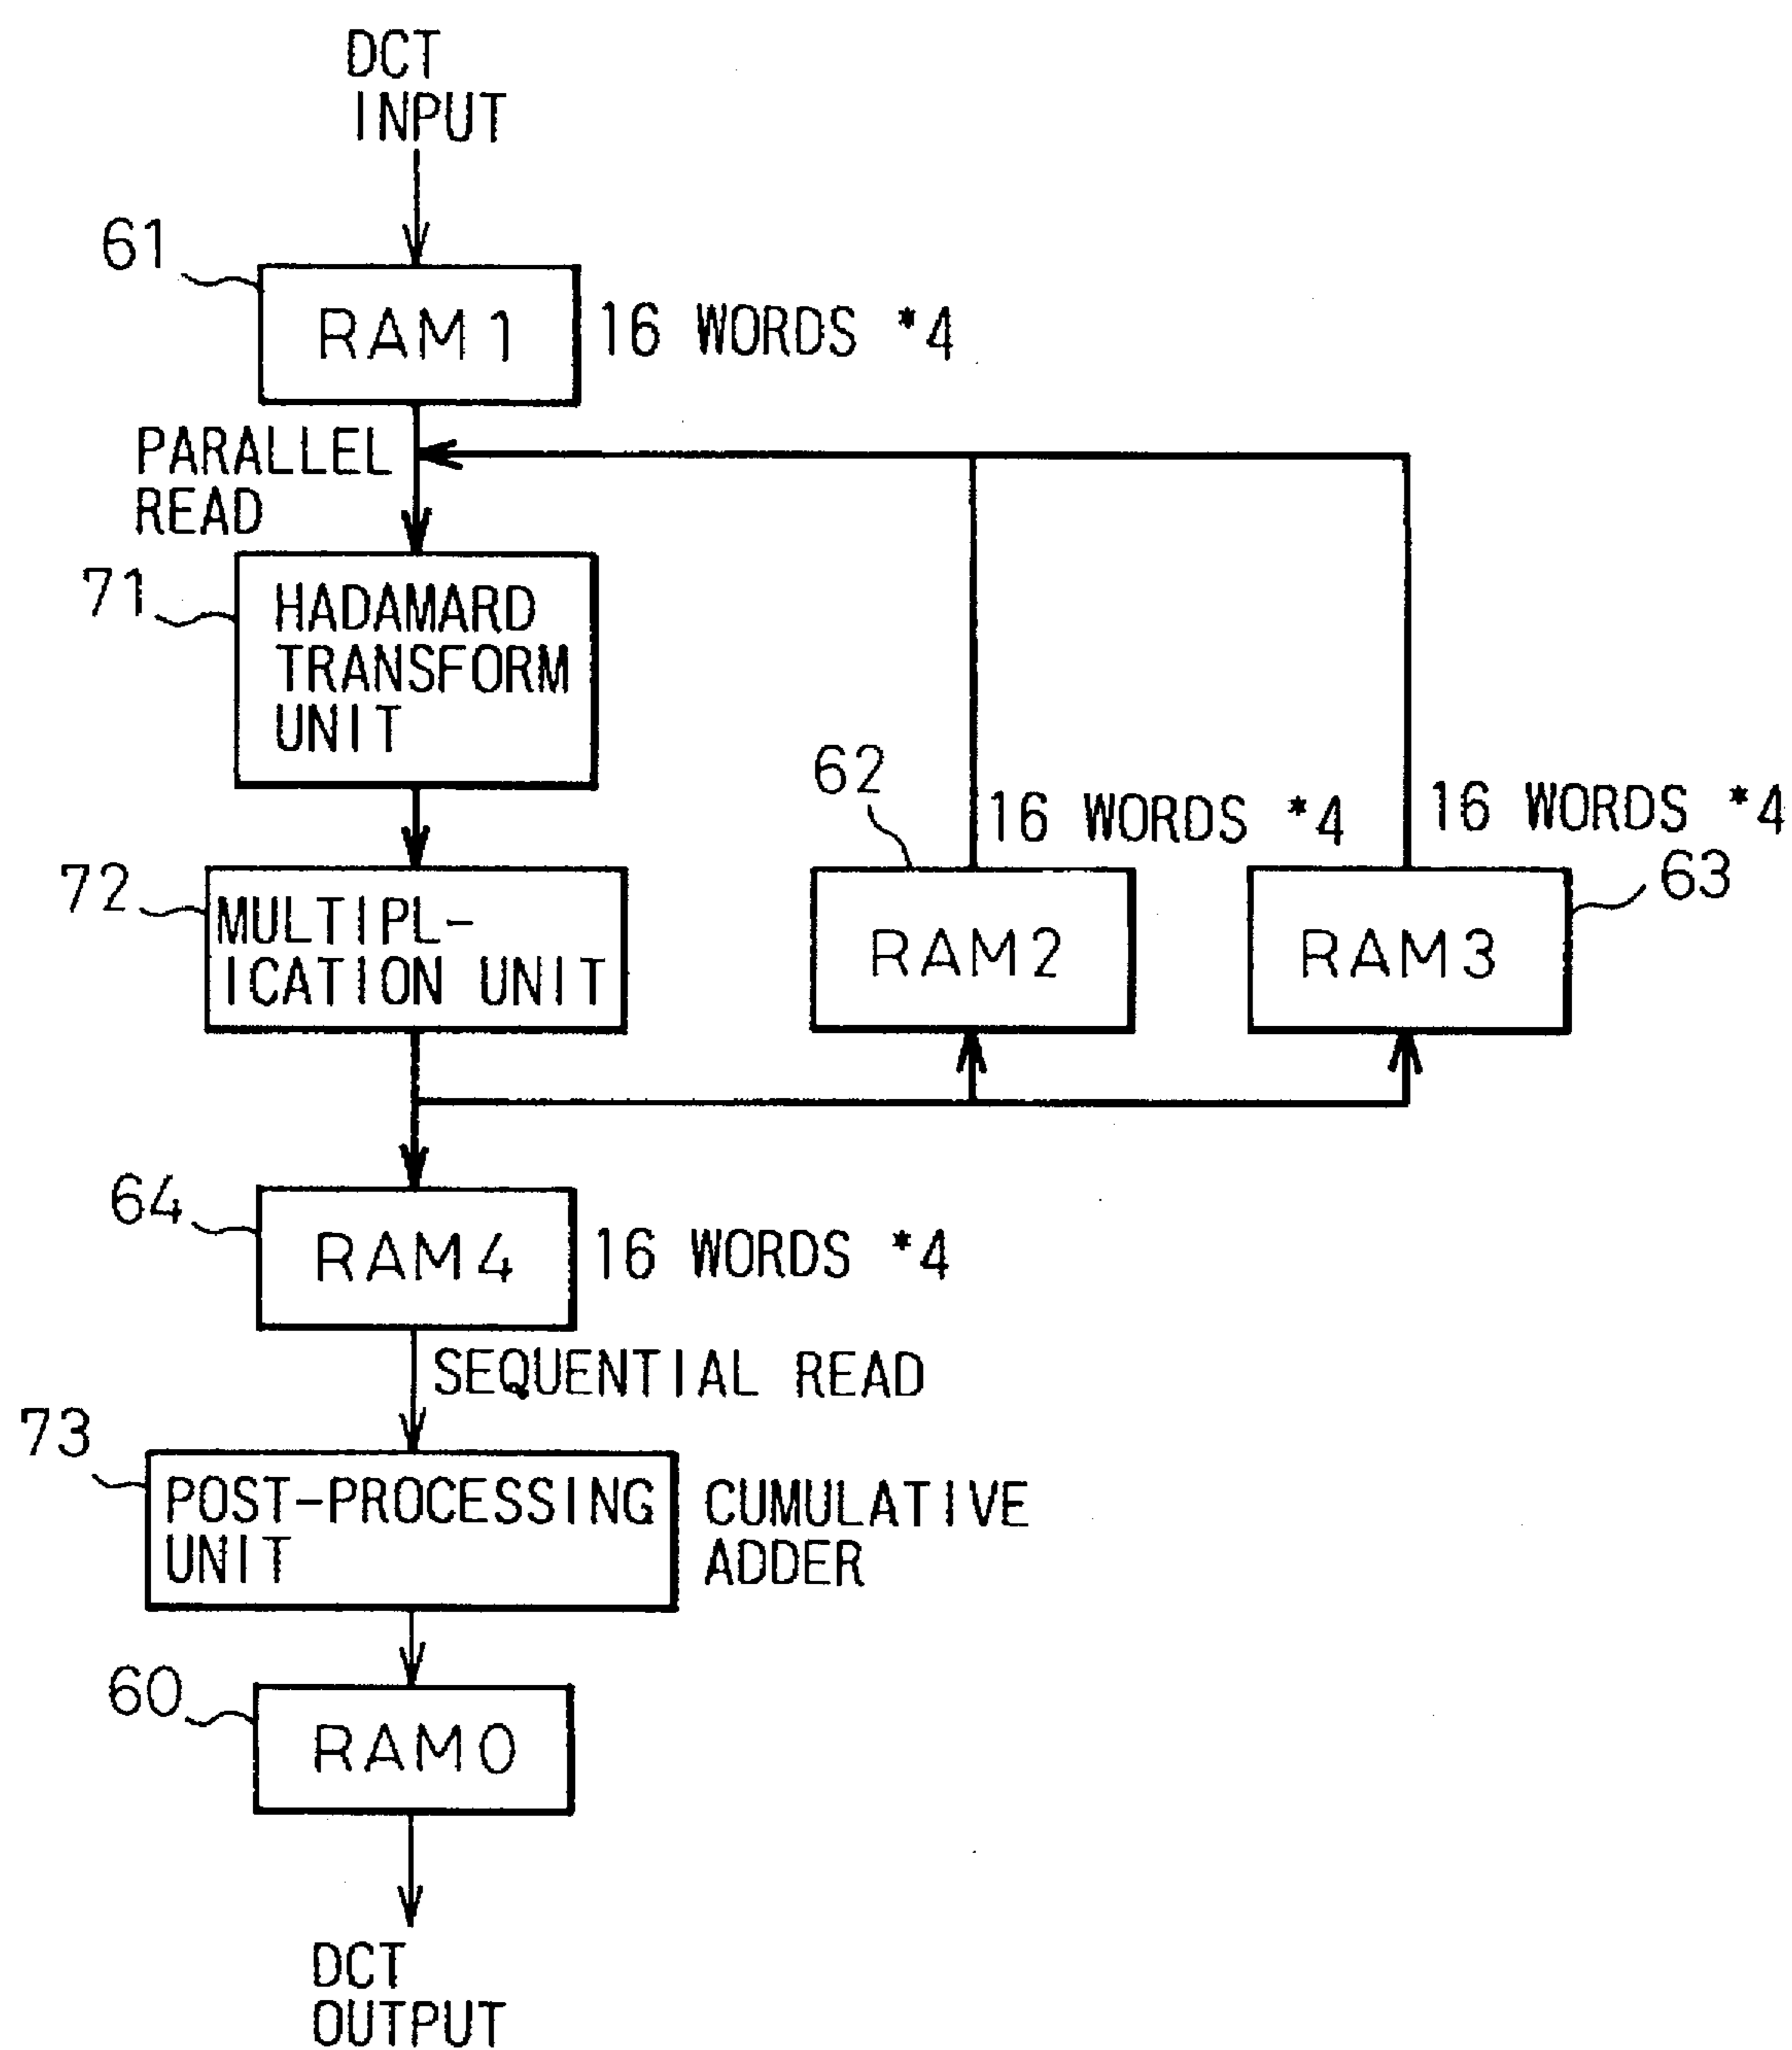 DCT
INPUT
61
RAM1
16 WORDS *4
PARALLEL
READ
71
HADAMARD
TRANSFORM
UNIT
62
16 WORDS *4
16 WORDS *4
72
MULTIPL-
ICATION UNIT
RAM2
RAM3
63
64
RAM4
16 WORDS *4
SEQUENTIAL READ
73
POST-PROCESSING
UNIT
CUMULATIVE
ADDER
60
RAM0
DCT
OUTPUT